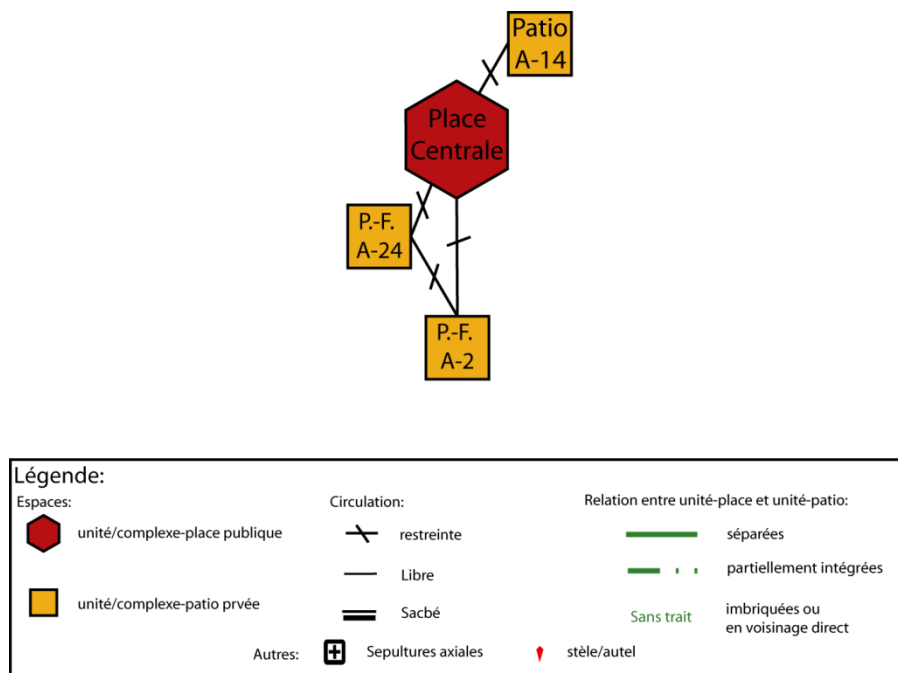 Patio
A-14
Place
Centrale
P.-F.
A-24
P.-F.
A-2
Légende:
Espaces:
unité/complexe-place publique
unité/complexe-patio prvée
Circulation:
restreinte
Libre
Sacbé
Relation entre unité-place et unité-patio:
séparées
partiellement intégrées
Sans trait
imbriquées ou
en voisinage direct
Autres:
Sepultures axiales
stèle/autel